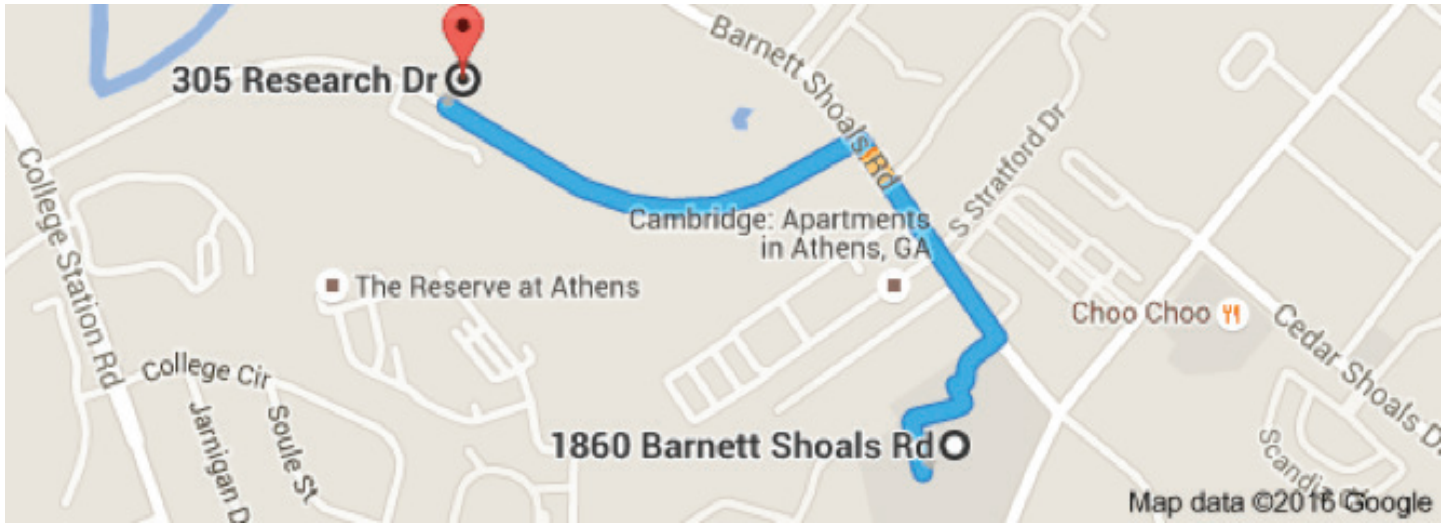 Barnett Shoals Rd
305 Research Dr
College Station Rd
S Stratford Dr
Cambridge: Apartments
in Athens, GA
The Reserve at Athens
Choo Choo
Cedar Shoals D
College Cir
Jarnigan D
Soule St
1860 Barnett Shoals Rd
Map data ©2016 Google